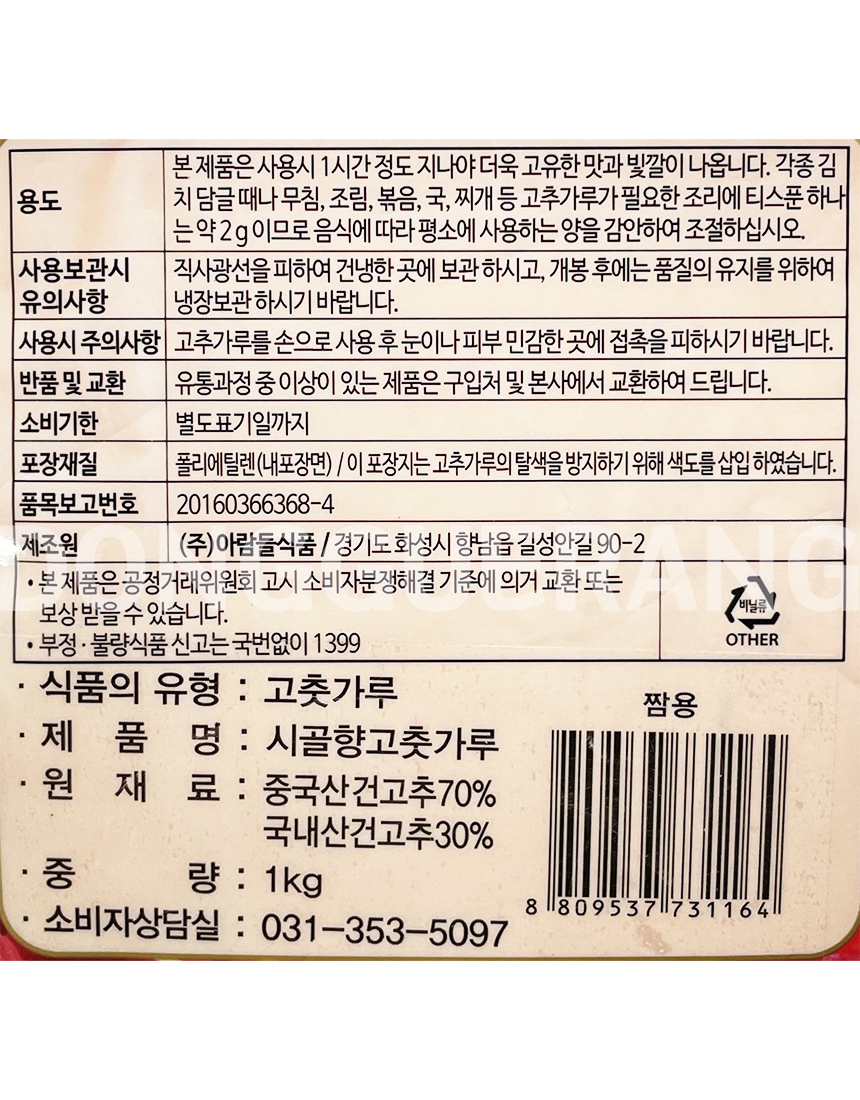 용도
본 제품은 사용시 1시간 정도 지나야 더욱 고유한 맛과 빛깔이 나옵니다. 각종 김
치 담글 때나 무침, 조림, 볶음, 국, 찌개 등 고추가루가 필요한 조리에 티스푼 하나
는 약 2g 이므로 음식에 따라 평소에 사용하는 양을 감안하여 조절하십시오.
사용보관시
유의사항
직사광선을 피하여 건냉한 곳에 보관 하시고, 개봉 후에는 품질의 유지를 위하여
냉장보관 하시기 바랍니다.
사용시 주의사항 고추가루를 손으로 사용 후 눈이나 피부 민감한 곳에 접촉을 피하시기 바랍니다.
반품 및 교환 유통과정 중 이상이 있는 제품은 구입처 및 본사에서 교환하여 드립니다.
소비기한 별도표기일까지
포장재질 폴리에틸렌(내포장면) / 이 포장지는 고추가루의 탈색을 방지하기 위해 색도를 삽입 하였습니다.
품목보고번호 20160366368-4
제조원 (주)아람들식품 / 경기도 화성시 향남읍 길성안길 90-2
DONGUGRANG
• 본 제품은 공정거래위원회 고시 소비자분쟁해결 기준에 의거 교환 또는
보상 받을 수 있습니다.
• 부정·불량식품 신고는 국번없이 1399
비닐류
OTHER
· 식품의 유형 : 고춧가루
· 제 품 명 : 시골향고춧가루
· 원 재 료 : 중국산건고추70%
국내산건고추30%
· 중 량 : 1kg
· 소비자상담실 : 031-353-5097
짬용
8 809537 731164